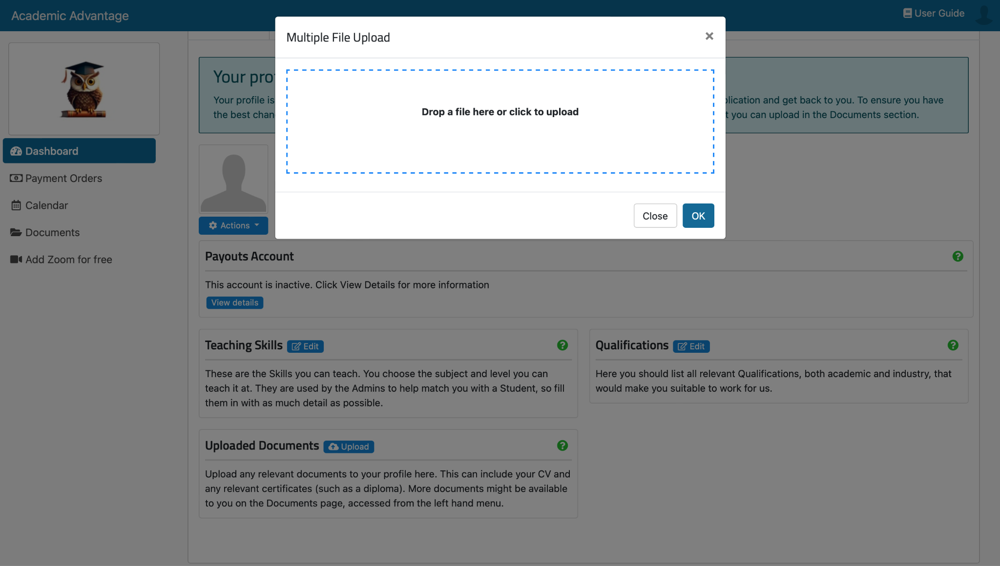 Academic Advantage
User Guide
Multiple File Upload
×
Drop a file here or click to upload
Close
OK
Your pro
Your profile is
plication and get back to you. To ensure you have
the best chan
t you can upload in the Documents section.
Dashboard
Payment Orders
Calendar
Documents
Add Zoom for free
Actions
Payouts Account
This account is inactive. Click View Details for more information
View details
Teaching Skills Edit
These are the Skills you can teach. You choose the subject and level you can
teach it at. They are used by the Admins to help match you with a Student, so fill
them in with as much detail as possible.
Qualifications Edit
Here you should list all relevant Qualifications, both academic and industry, that
would make you suitable to work for us.
Uploaded Documents Upload
Upload any relevant documents to your profile here. This can include your CV and
any relevant certificates (such as a diploma). More documents might be available
to you on the Documents page, accessed from the left hand menu.